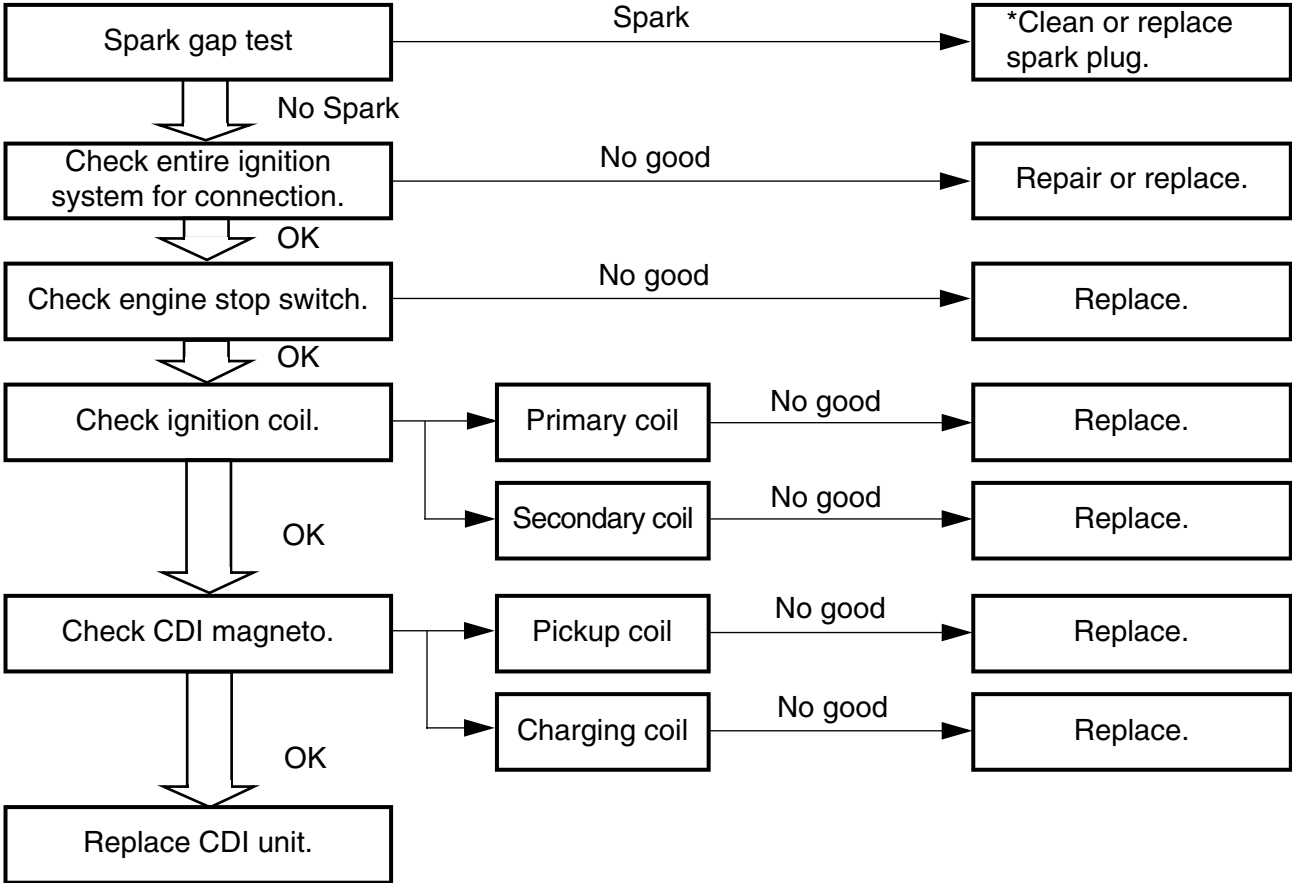 Spark gap test
Spark
*Clean or replace
spark plug.
No Spark
Check entire ignition
system for connection.
No good
Repair or replace.
OK
Check engine stop switch.
No good
Replace.
OK
Check ignition coil.
Primary coil
No good
Replace.
Secondary coil
No good
Replace.
OK
Check CDI magneto.
Pickup coil
No good
Replace.
Charging coil
No good
Replace.
OK
Replace CDI unit.